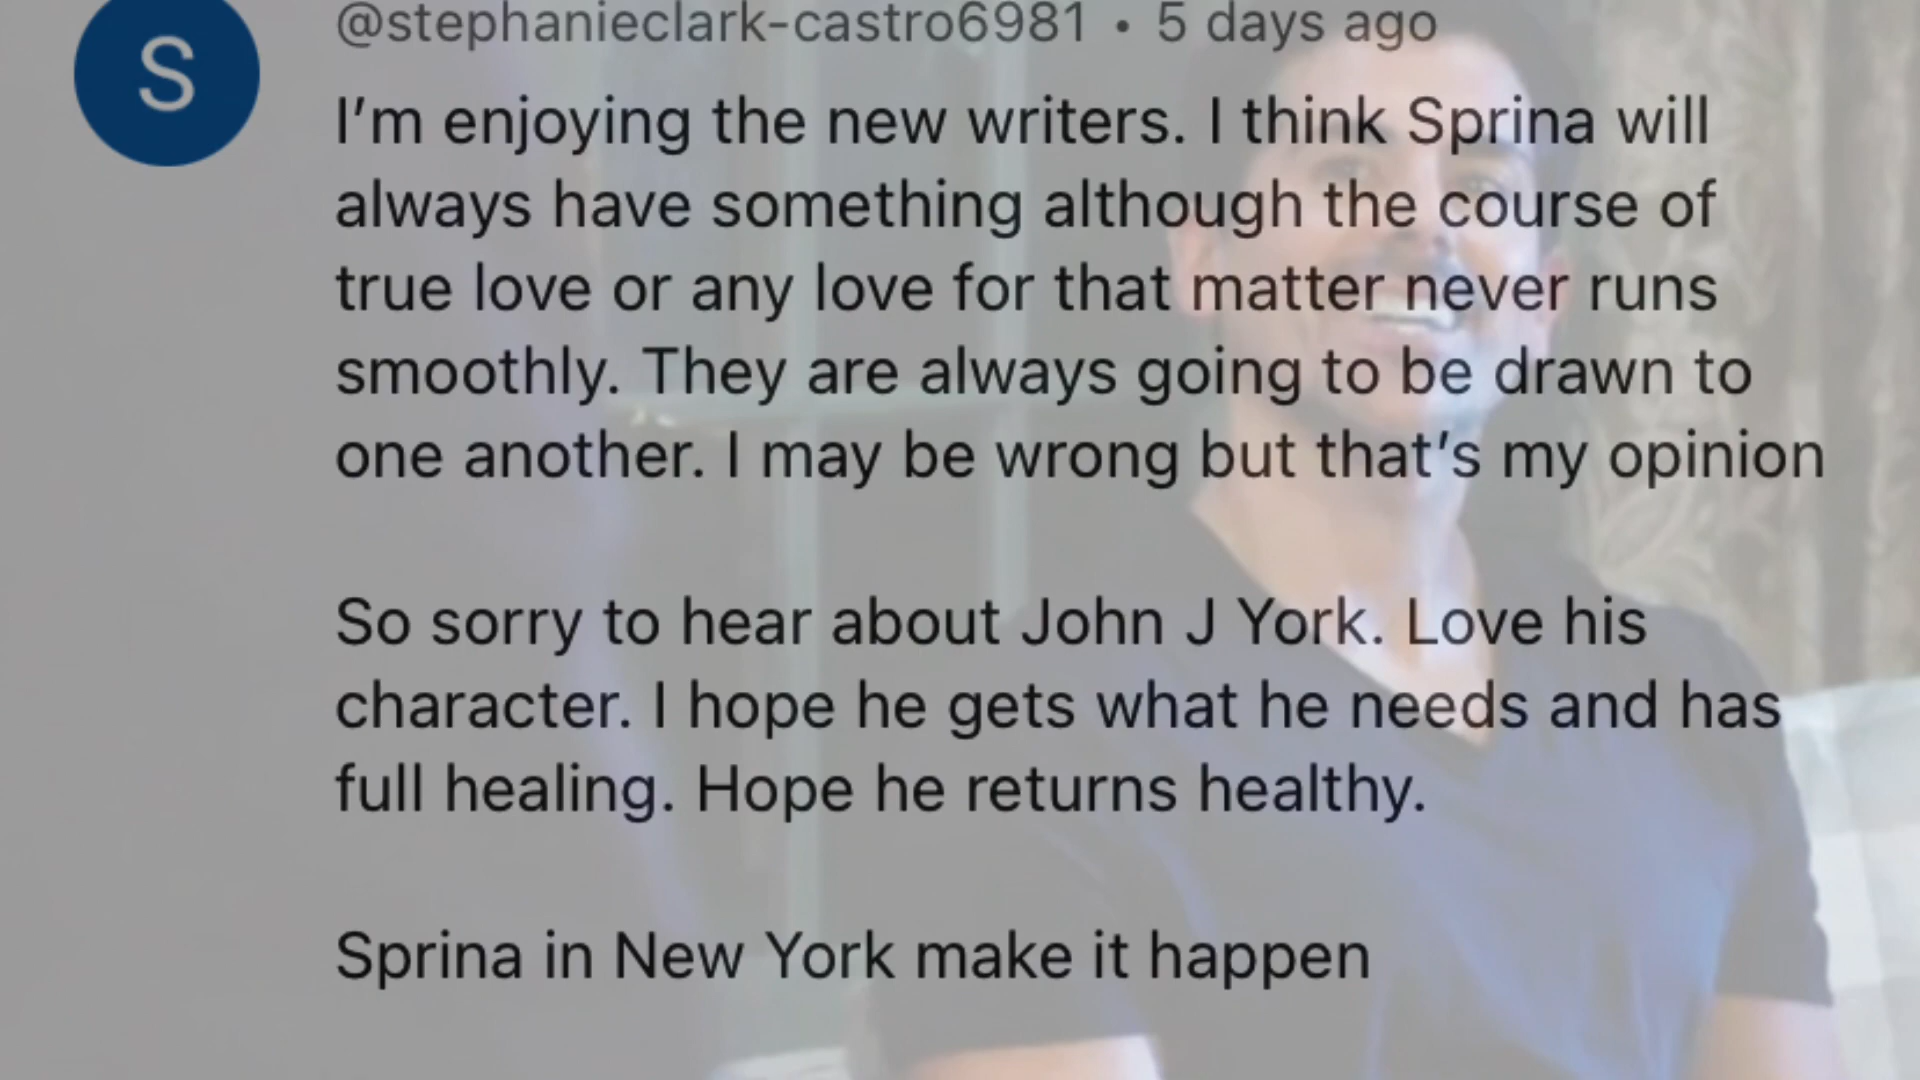 @stephanieclark-castro6981 • 5 days ago
S
I’m enjoying the new writers. I think Sprina will
always have something although the course of
true love or any love for that matter never runs
smoothly. They are always going to be drawn to
one another. I may be wrong but that’s my opinion
So sorry to hear about John J York. Love his
character. I hope he gets what he needs and has
full healing. Hope he returns healthy.
Sprina in New York make it happen